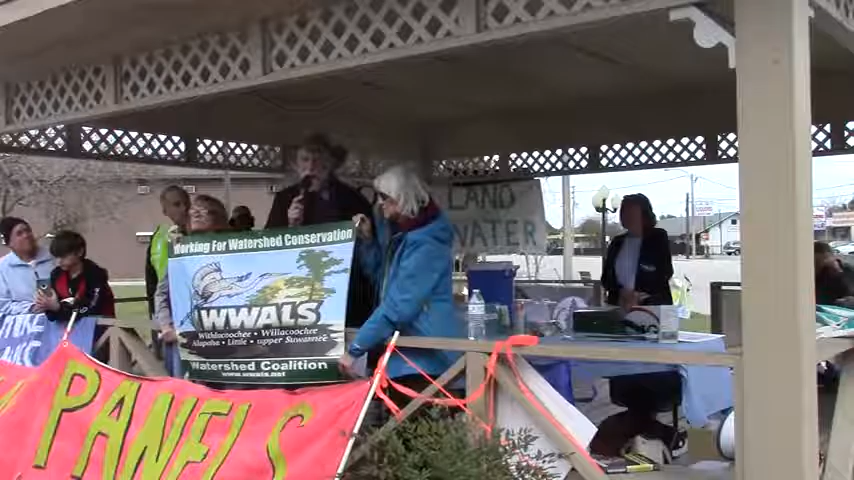 LAND
WATER
Working For Watershed Conservation
WWALS
Withlacoochee • Willacoochee
Alapaha • Little • upper Suwannee
Watershed Coalition
www.wwals.net
PANELS